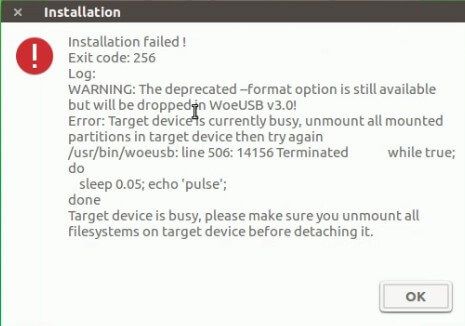 Installation
Installation failed !
Exit code: 256
Log:
WARNING: The deprecated --format option is still available
but will be dropped in WoeUSB v3.0!
Error: Target device is currently busy, unmount all mounted
partitions in target device then try again
/usr/bin/woeusb: line 506: 14156 Terminated          while true;
do
   sleep 0.05; echo 'pulse';
done
Target device is busy, please make sure you unmount all
filesystems on target device before detaching it.
OK